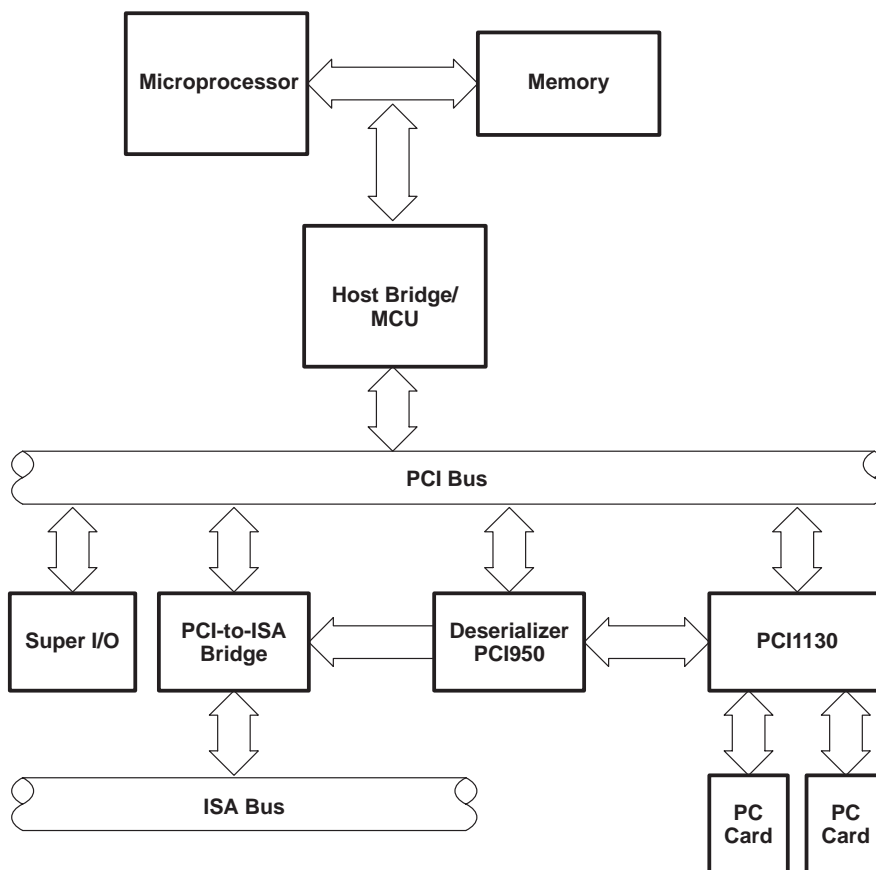 Microprocessor
Memory
Host Bridge/
MCU
PCI Bus
Super I/O
PCI-to-ISA
Bridge
Deserializer
PCI950
PCI1130
ISA Bus
PC
Card
PC
Card